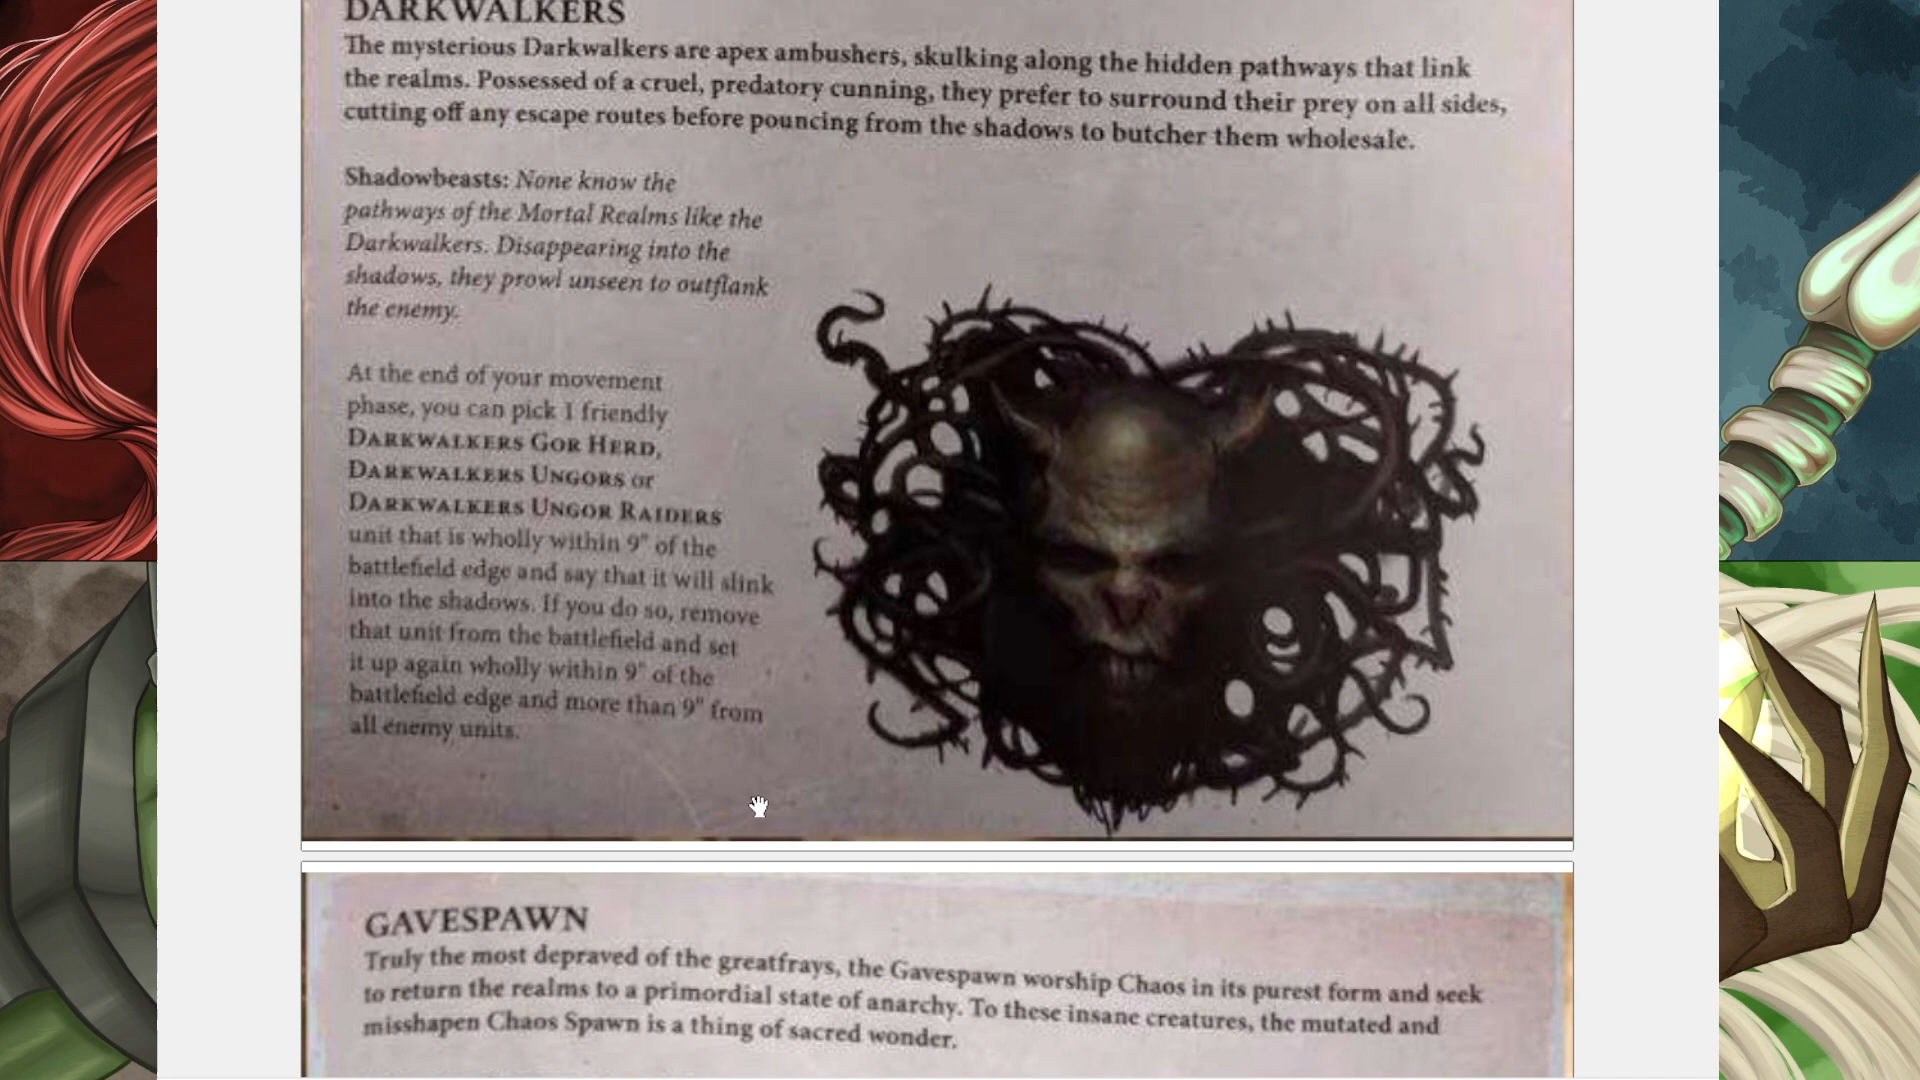 DARKWALKERS
The mysterious Darkwalkers are apex ambushers, skulking along the hidden pathways that link
the realms. Possessed of a cruel, predatory cunning, they prefer to surround their prey on all sides,
cutting off any escape routes before pouncing from the shadows to butcher them wholesale.
Shadowbeasts: None know the
pathways of the Mortal Realms like the
Darkwalkers. Disappearing into the
shadows, they prowl unseen to outflank
the enemy.
At the end of your movement
phase, you can pick 1 friendly
DARKWALKERS GOR HERD,
DARKWALKERS UNGORS or
DARKWALKERS UNGOR RAIDERS
unit that is wholly within 9" of the
battlefield edge and say that it will slink
into the shadows. If you do so, remove
that unit from the battlefield and set
it up again wholly within 9" of the
battlefield edge and more than 9" from
all enemy units.
GAVESPAWN
Truly the most depraved of the greatfrays, the Gavespawn worship Chaos in its purest form and seek
to return the realms to a primordial state of anarchy. To these insane creatures, the mutated and
misshapen Chaos Spawn is a thing of sacred wonder.